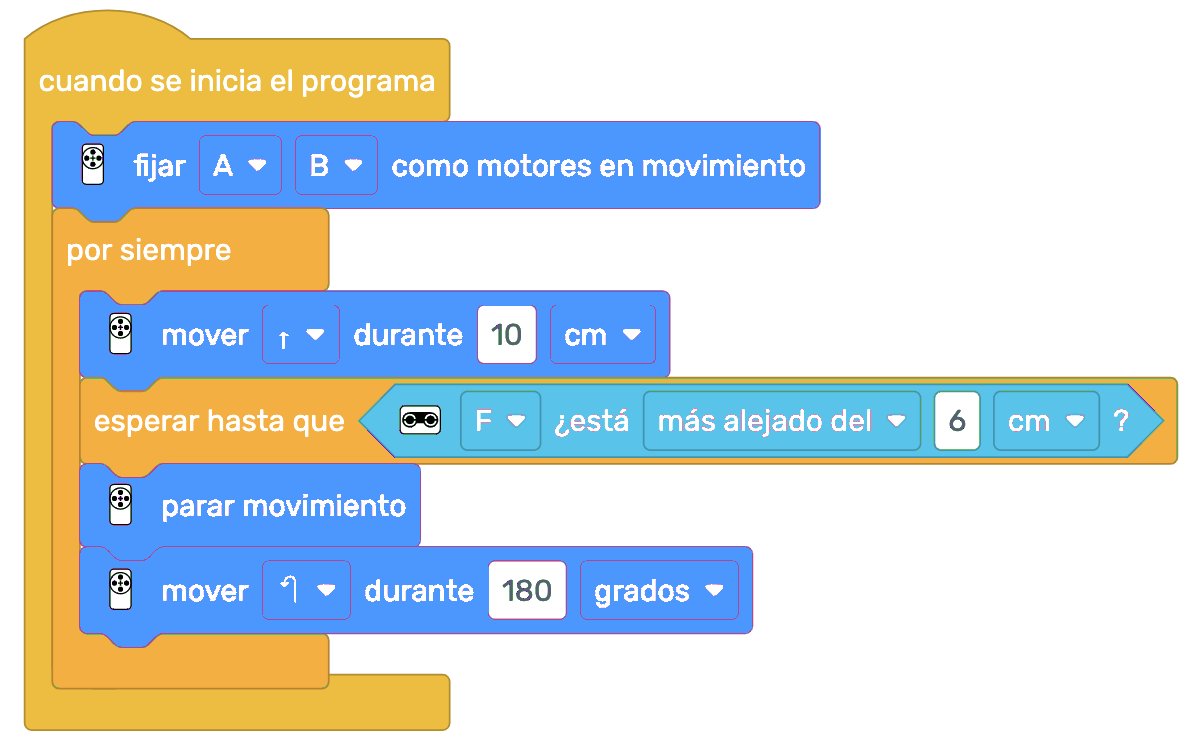 cuando se inicia el programa
fijar A B como motores en movimiento
por siempre
mover ↑ durante 10 cm
esperar hasta que F ¿está más alejado del 6 cm ?
parar movimiento
mover ↰ durante 180 grados